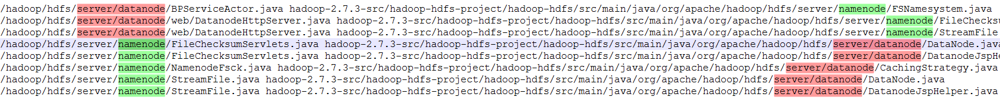 /hadoop/hdfs/server/datanode/BPServiceActor.java hadoop-2.7.3-src/hadoop-hdfs-project/hadoop-hdfs/src/main/java/org/apache/hadoop/hdfs/server/namenode/FSNamesystem.java
/hadoop/hdfs/server/datanode/web/DatanodeHttpServer.java hadoop-2.7.3-src/hadoop-hdfs-project/hadoop-hdfs/src/main/java/org/apache/hadoop/hdfs/server/namenode/FileChecksu
/hadoop/hdfs/server/datanode/web/DatanodeHttpServer.java hadoop-2.7.3-src/hadoop-hdfs-project/hadoop-hdfs/src/main/java/org/apache/hadoop/hdfs/server/namenode/StreamFile
/hadoop/hdfs/server/namenode/FileChecksumServlets.java hadoop-2.7.3-src/hadoop-hdfs-project/hadoop-hdfs/src/main/java/org/apache/hadoop/hdfs/server/datanode/DataNode.java
/hadoop/hdfs/server/namenode/FileChecksumServlets.java hadoop-2.7.3-src/hadoop-hdfs-project/hadoop-hdfs/src/main/java/org/apache/hadoop/hdfs/server/datanode/DatanodeJspHe
/hadoop/hdfs/server/namenode/NamenodeFsck.java hadoop-2.7.3-src/hadoop-hdfs-project/hadoop-hdfs/src/main/java/org/apache/hadoop/hdfs/server/datanode/CachingStrategy.java
/hadoop/hdfs/server/namenode/StreamFile.java hadoop-2.7.3-src/hadoop-hdfs-project/hadoop-hdfs/src/main/java/org/apache/hadoop/hdfs/server/datanode/DataNode.java
/hadoop/hdfs/server/namenode/StreamFile.java hadoop-2.7.3-src/hadoop-hdfs-project/hadoop-hdfs/src/main/java/org/apache/hadoop/hdfs/server/datanode/DatanodeJspHelper.java